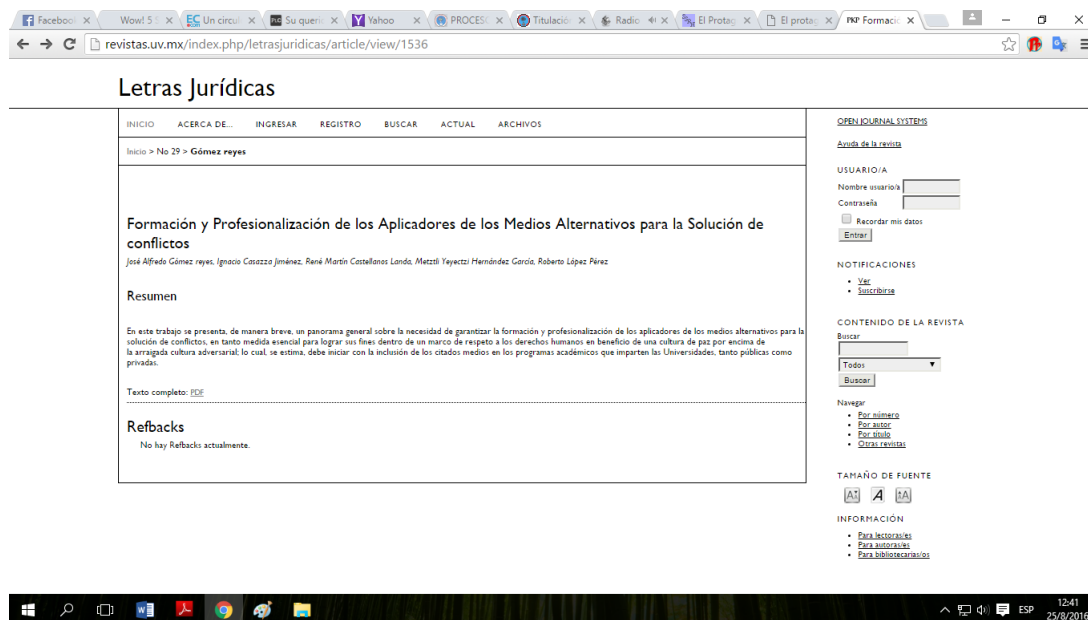 Facebool
Wow! 5
Un circul
Su queri
Yahoo
PROCES
Titulació
Radio
El Protag
El protag
Formaci
revistas.uv.mx/index.php/letrasjuridicas/article/view/1536
Letras Jurídicas
INICIO ACERCA DE... INGRESAR REGISTRO BUSCAR ACTUAL ARCHIVOS
Inicio > No 29 > Gómez reyes
Formación y Profesionalización de los Aplicadores de los Medios Alternativos para la Solución de
conflictos
José Alfredo Gómez reyes, Ignacio Casazza Jiménez, René Martín Castellanos Landa, Metztli Yeyectzi Hernández García, Roberto López Pérez
Resumen
En este trabajo se presenta, de manera breve, un panorama general sobre la necesidad de garantizar la formación y profesionalización de los aplicadores de los medios alternativos para la
solución de conflictos, en tanto medida esencial para lograr sus fines dentro de un marco de respeto a los derechos humanos en beneficio de una cultura de paz por encima de
la arraigada cultura adversarial; lo cual, se estima, debe iniciar con la inclusión de los citados medios en los programas académicos que imparten las Universidades, tanto públicas como
privadas.
Texto completo: PDF
Refbacks
No hay Refbacks actualmente.
OPEN JOURNAL SYSTEMS
Ayuda de la revista
USUARIO/A
Nombre usuario/a
Contraseña
Recordar mis datos
Entrar
NOTIFICACIONES
Ver
Suscribirse
CONTENIDO DE LA REVISTA
Buscar
Todos
Buscar
Navegar
Por número
Por autor
Por título
Otras revistas
TAMAÑO DE FUENTE
INFORMACIÓN
Para lectoras/es
Para autoras/es
Para bibliotecarias/os
ESP
12:41
25/8/2016